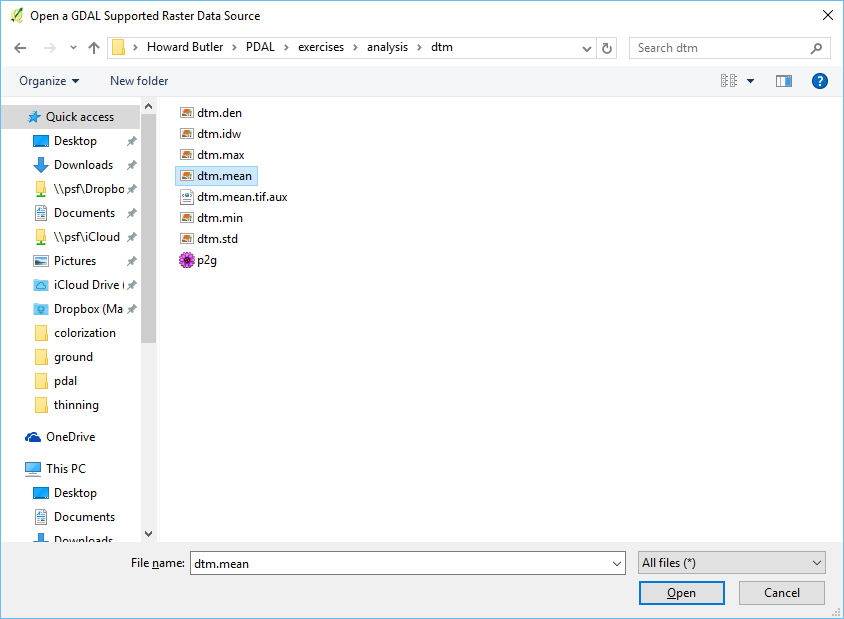 Open a GDAL Supported Raster Data Source
Howard Butler > PDAL > exercises > analysis > dtm
Search dtm
Organize
New folder
Quick access
Desktop
Downloads
\\psf\Dropbo
Documents
\\psf\iCloud
Pictures
iCloud Drive (
Dropbox (Ma
colorization
ground
pdal
thinning
OneDrive
This PC
Desktop
Documents
Downloads
dtm.den
dtm.idw
dtm.max
dtm.mean
dtm.mean.tif.aux
dtm.min
dtm.std
p2g
File name:
dtm.mean
All files (*)
Open
Cancel